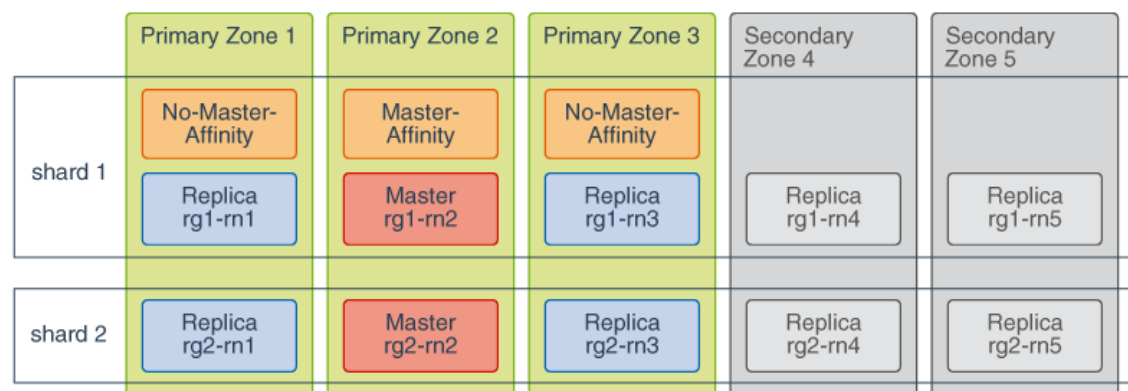 Primary Zone 1
Primary Zone 2
Primary Zone 3
Secondary
Zone 4
Secondary
Zone 5
shard 1
No-Master-
Affinity
Master-
Affinity
No-Master-
Affinity
Replica
rg1-rn1
Master
rg1-rn2
Replica
rg1-rn3
Replica
rg1-rn4
Replica
rg1-rn5
shard 2
Replica
rg2-rn1
Master
rg2-rn2
Replica
rg2-rn3
Replica
rg2-rn4
Replica
rg2-rn5